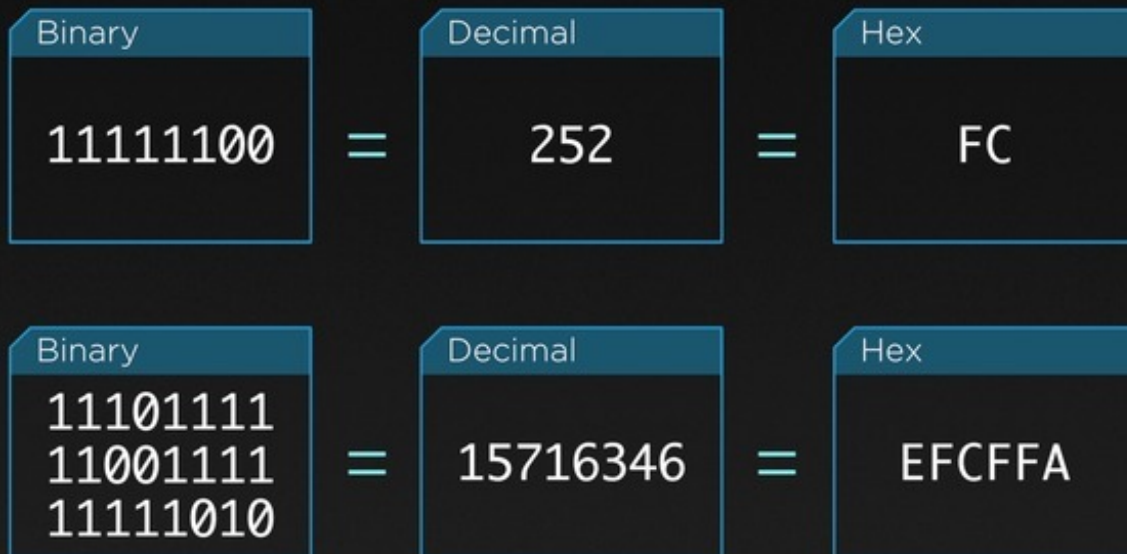 Binary
Decimal
Hex
11111100 = 252 = FC
Binary
Decimal
Hex
11101111
11001111 = 15716346 = EFCFFA
11111010